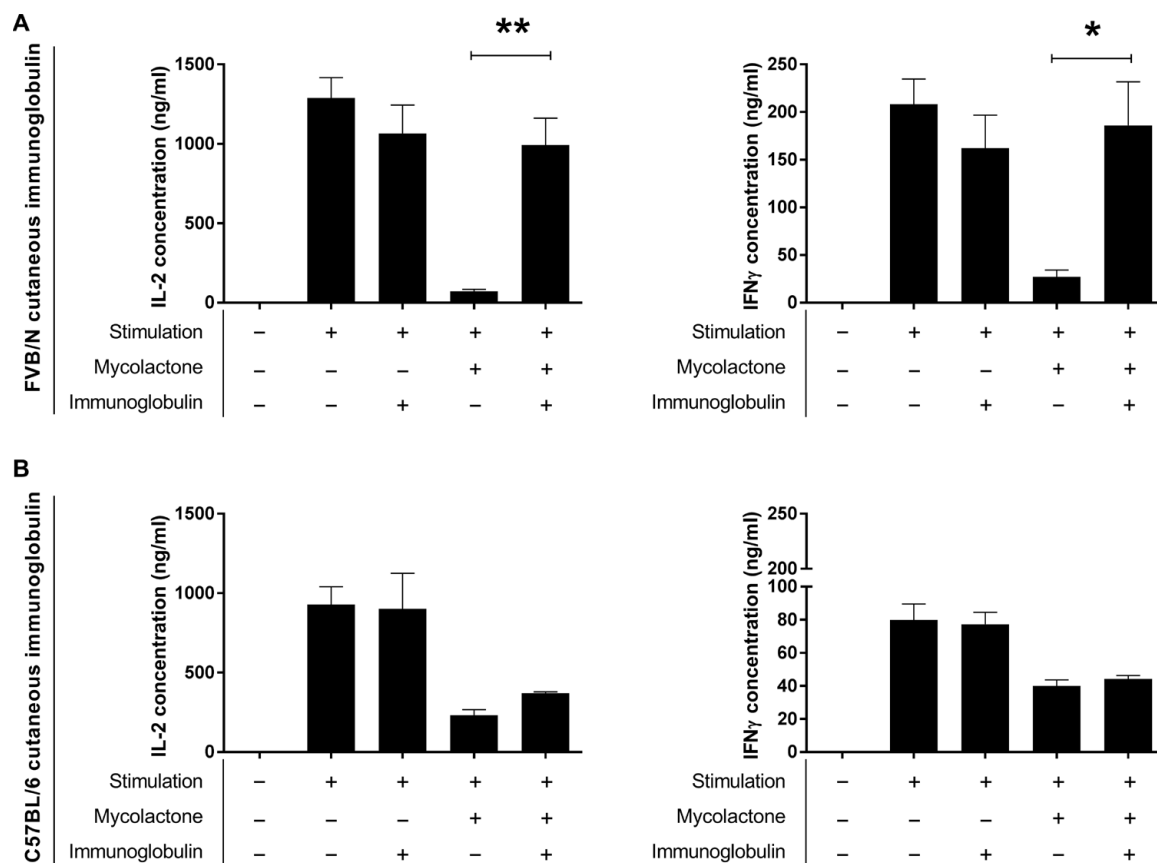 A
FVB/N cutaneous immunoglobulin
**
IL-2 concentration (ng/ml)
1500
1000
500
0
Stimulation – + + + +
Mycolactone – – – + +
Immunoglobulin – – + – +
*
IFNγ concentration (ng/ml)
250
200
150
100
50
0
Stimulation – + + + +
Mycolactone – – – + +
Immunoglobulin – – + – +
B
C57BL/6 cutaneous immunoglobulin
IL-2 concentration (ng/ml)
1500
1000
500
0
Stimulation – + + + +
Mycolactone – – – + +
Immunoglobulin – – + – +
IFNγ concentration (ng/ml)
250
200
100
80
60
40
20
0
Stimulation – + + + +
Mycolactone – – – + +
Immunoglobulin – – + – +